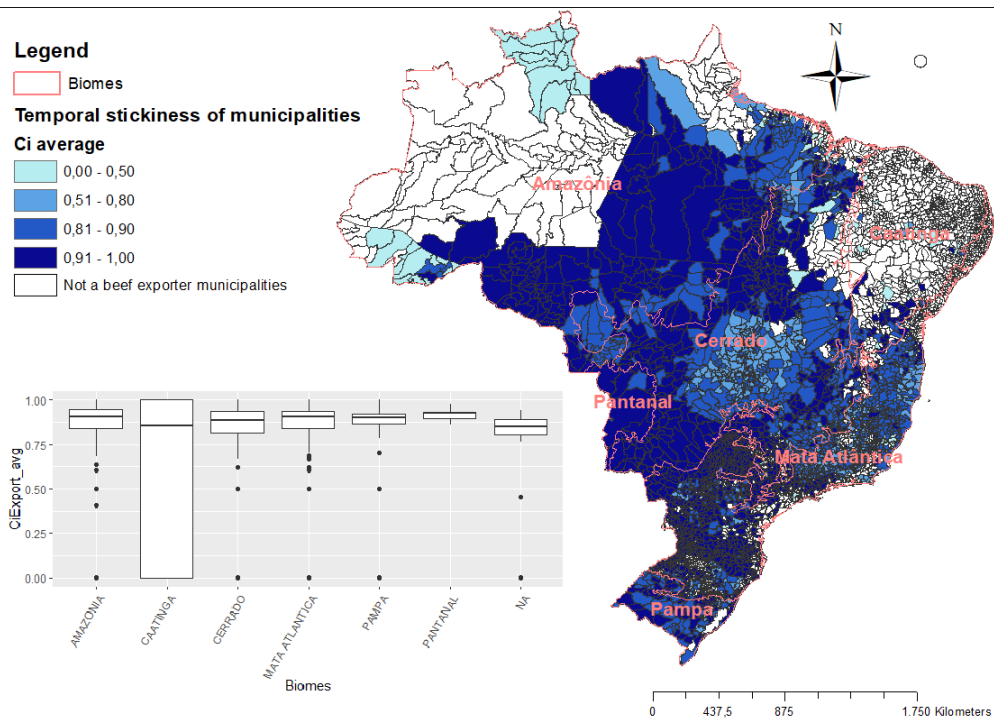 Legend
Biomes
Temporal stickiness of municipalities
Ci average
0,00 - 0,50
0,51 - 0,80
0,81 - 0,90
0,91 - 1,00
Not a beef exporter municipalities
N
Amazônia
Caatinga
Cerrado
Pantanal
Mata Atlântica
Pampa
CiExport_avg
1.00
0.75
0.50
0.25
0.00
AMAZONIA
CAATINGA
CERRADO
MATA ATLANTICA
PAMPA
PANTANAL
NA
Biomes
0 437,5 875 1.750 Kilometers